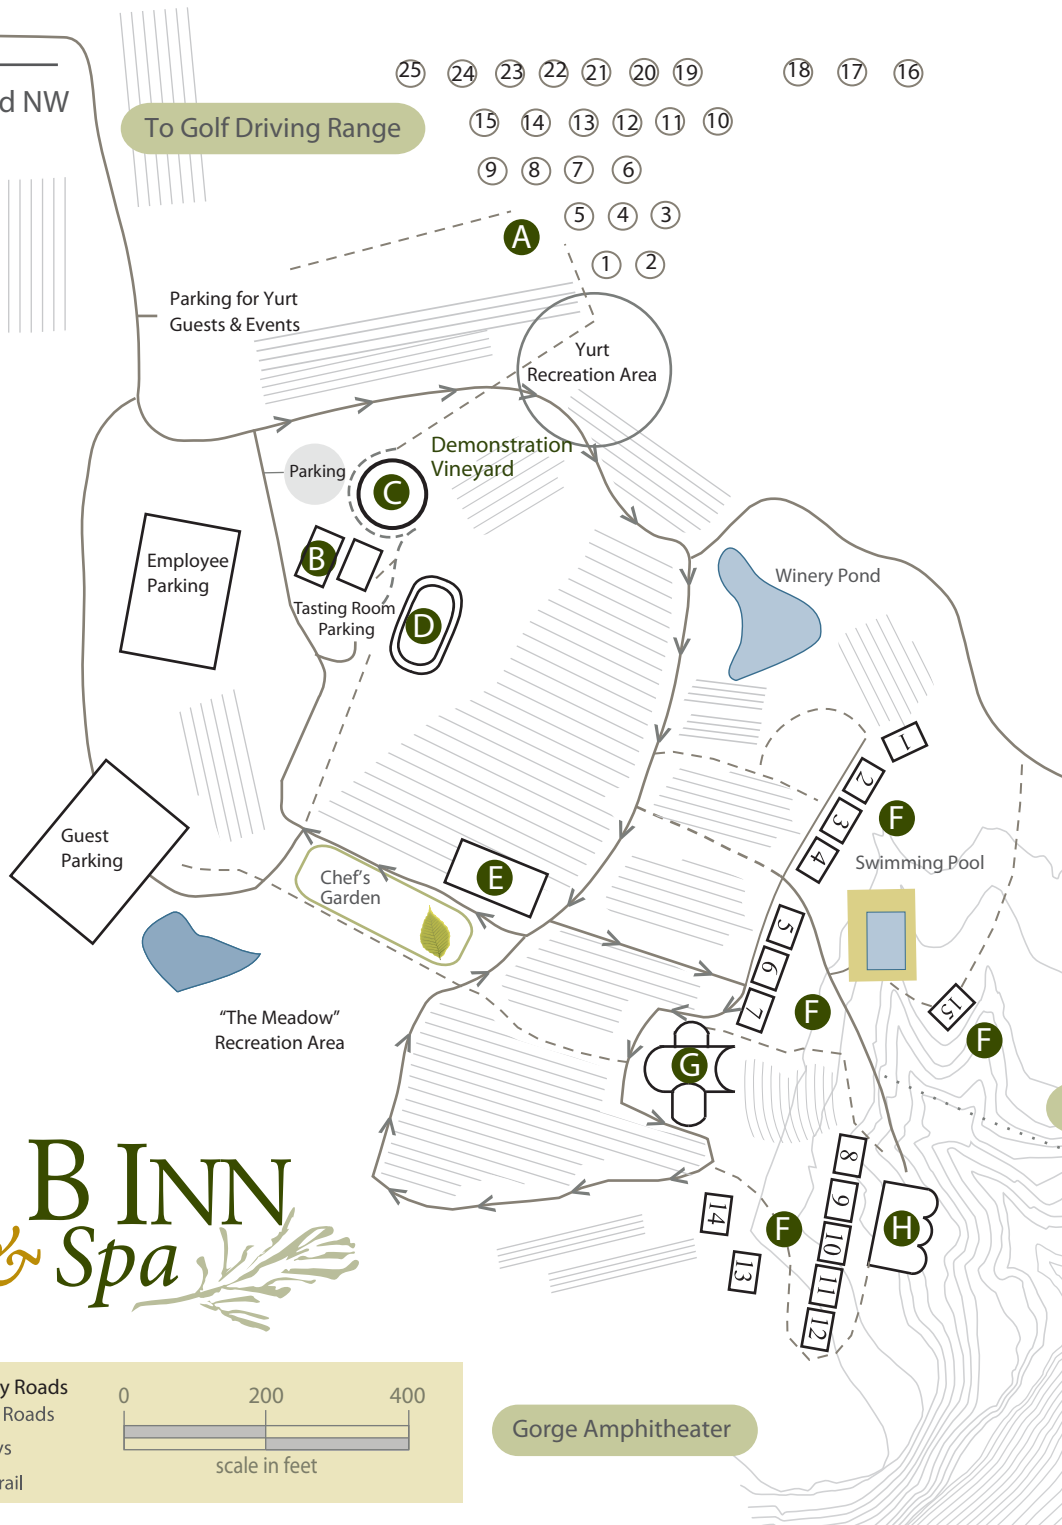 d NW
To Golf Driving Range
25 24 23 22 21 20 19 18 17 16
15 14 13 12 11 10
9 8 7 6
5 4 3
A
1 2
Parking for Yurt
Guests & Events
Yurt
Recreation Area
Demonstration
Vineyard
Parking
C
B
Employee
Parking
Tasting Room
Parking
D
Winery Pond
1
2
3
4
F
Swimming Pool
Guest
Parking
Chef's
Garden
E
5
6
7
F
15
F
"The Meadow"
Recreation Area
G
8
9
10
11
12
14
13
F
H
B INN
& Spa
y Roads
Roads
ys
rail
0 200 400
scale in feet
Gorge Amphitheater